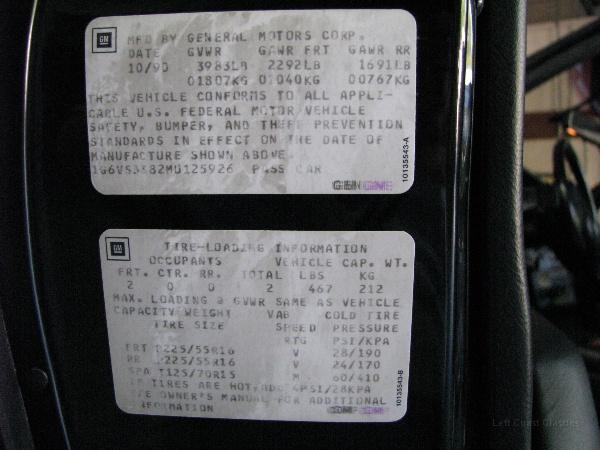 GM MFD BY GENERAL MOTORS CORP.
DATE GVWR GAWR FRT GAWR RR
10/90 3983LB 2292LB 1691LB
01807KG 01040KG 00767KG
THIS VEHICLE CONFORMS TO ALL APPLI-
CABLE U.S. FEDERAL MOTOR VEHICLE
SAFETY, BUMPER, AND THEFT PREVENTION
STANDARDS IN EFFECT ON THE DATE OF
MANUFACTURE SHOWN ABOVE.
PASS CAR
10135543-A
GM TIRE-LOADING INFORMATION
OCCUPANTS VEHICLE CAP. WT.
FRT. CTR. RR. TOTAL LBS KG
2 0 0 2 467 212
MAX. LOADING @ GVWR SAME AS VEHICLE
CAPACITY WEIGHT VAB COLD TIRE
TIRE SIZE SPEED PRESSURE
RTG PSI/KPA
FRT P225/55R16 V 28/190
RR P225/55R16 V 24/170
SPA T125/70R15 M 60/410
IF TIRES ARE HOT, ADD 4PSI/28KPA
SEE OWNER'S MANUAL FOR ADDITIONAL
INFORMATION
10135543-B
Left Coast Classics